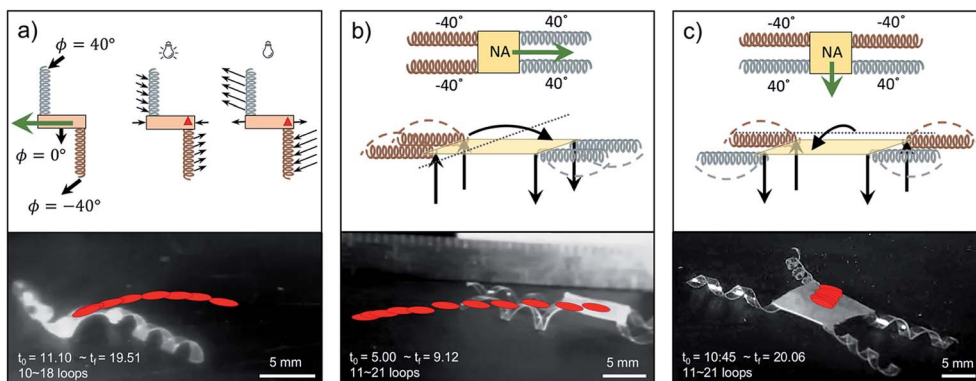 a)
ϕ = 40°
ϕ = 0°
ϕ = −40°
t₀ = 11.10 ~ t_f = 19.51
10~18 loops
5 mm
b)
-40˚ 40˚
NA
-40˚ 40˚
t₀ = 5.00 ~ t_f = 9.12
11~21 loops
5 mm
c)
40˚ -40˚
NA
-40˚ 40˚
t₀ = 10:45 ~ t_f = 20.06
11~21 loops
5 mm